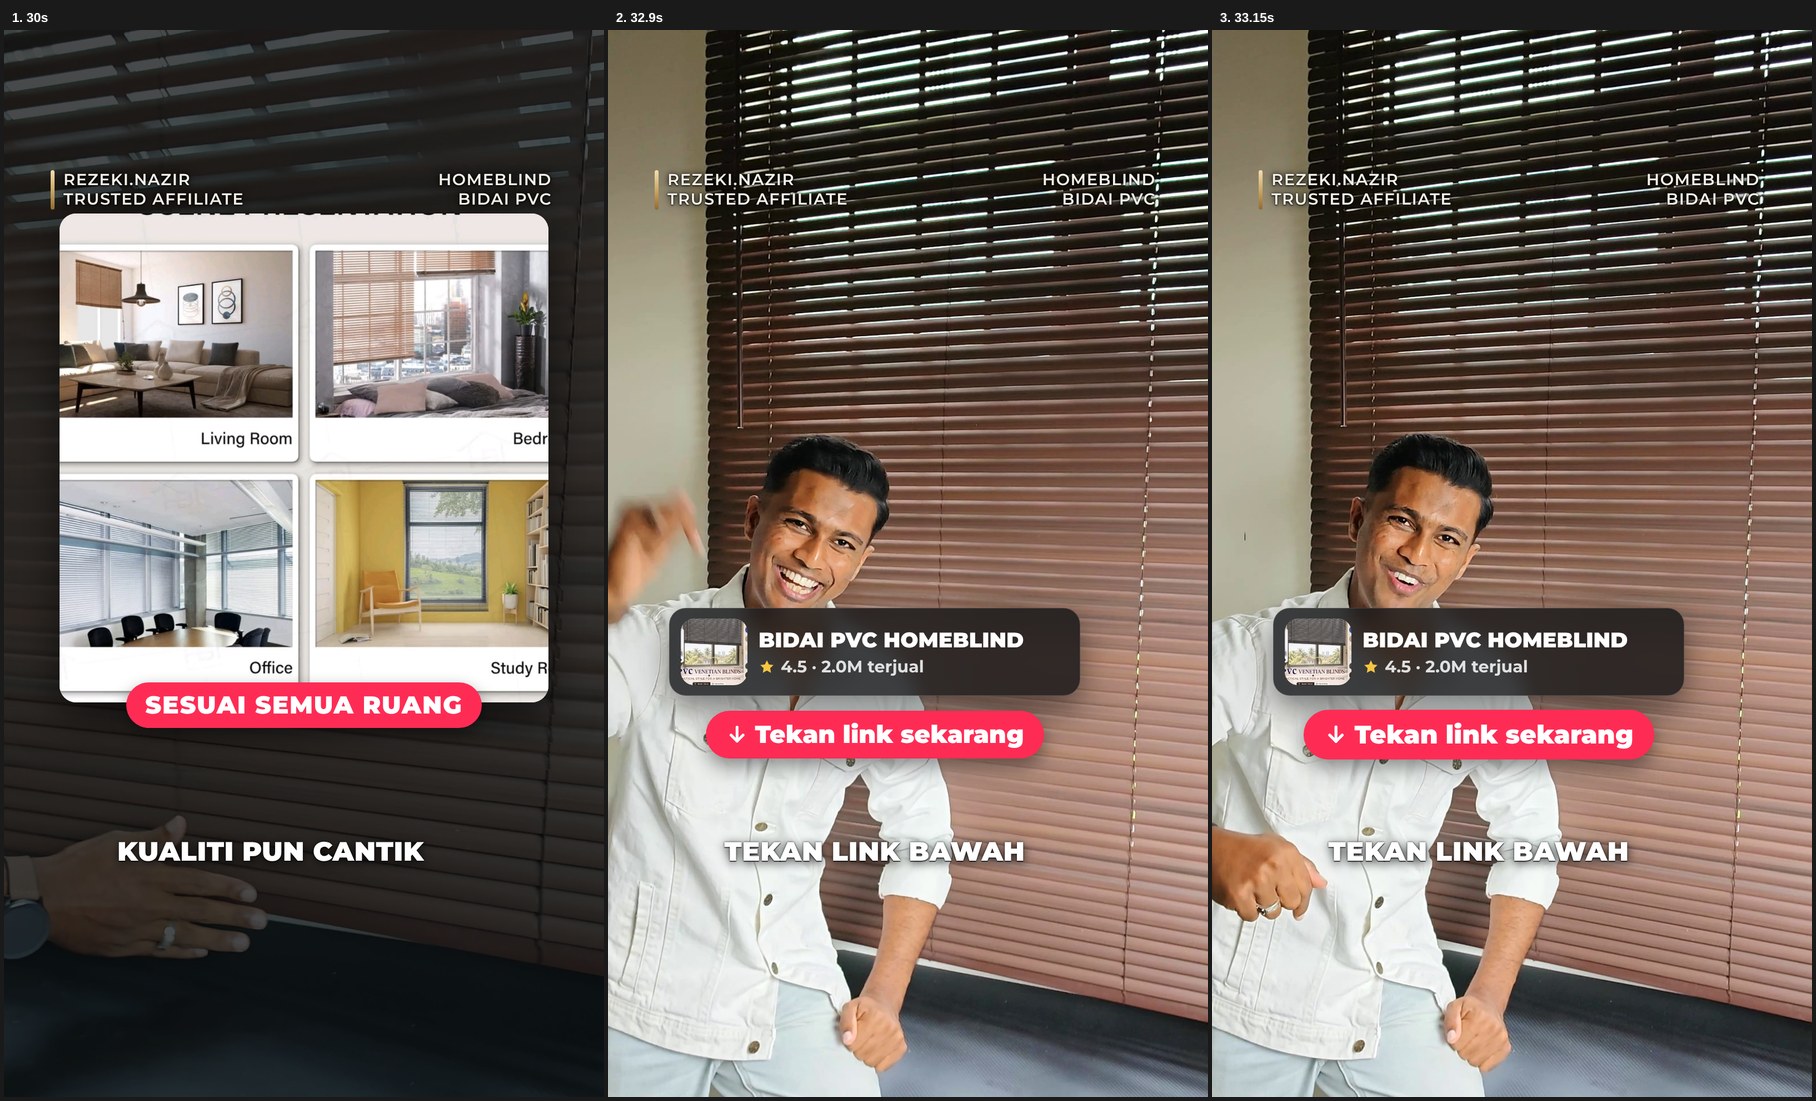 1. 30s
REZEKI.NAZIR
TRUSTED AFFILIATE
HOMEBLIND
BIDAI PVC
Living Room
Bedr
Office
Study R
SESUAI SEMUA RUANG
KUALITI PUN CANTIK
2. 32.9s
REZEKI.NAZIR
TRUSTED AFFILIATE
HOMEBLIND
BIDAI PVC
BIDAI PVC HOMEBLIND
4.5 · 2.0M terjual
↓ Tekan link sekarang
TEKAN LINK BAWAH
3. 33.15s
REZEKI.NAZIR
TRUSTED AFFILIATE
HOMEBLIND
BIDAI PVC
BIDAI PVC HOMEBLIND
4.5 · 2.0M terjual
↓ Tekan link sekarang
TEKAN LINK BAWAH